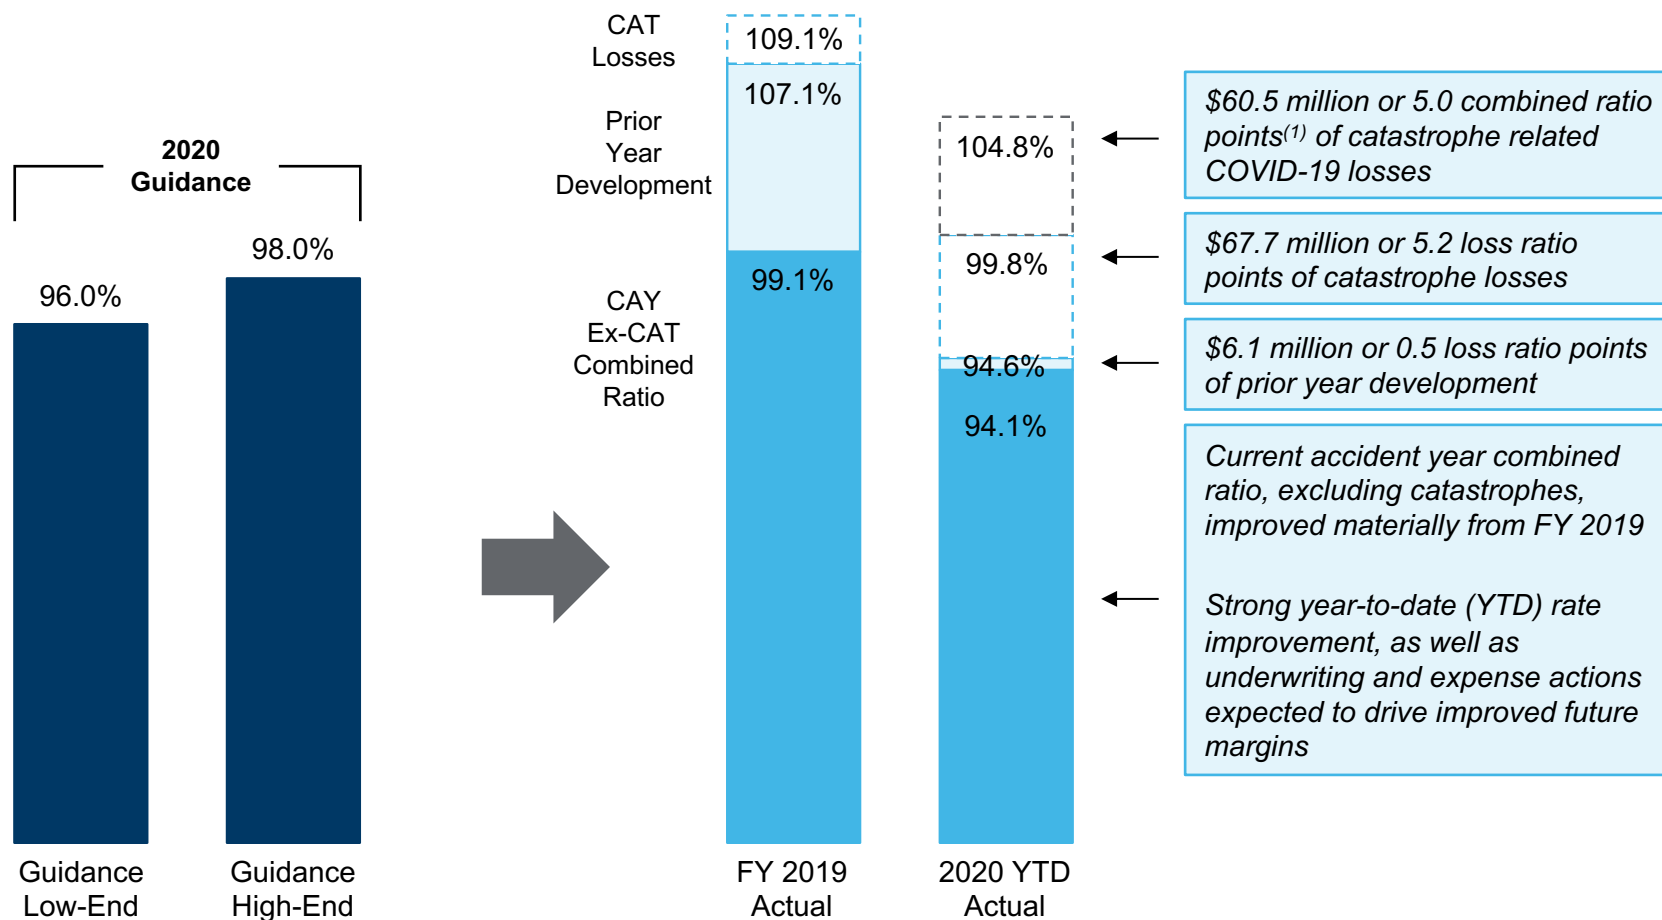 2020
Guidance
96.0%
98.0%
Guidance
Low-End
Guidance
High-End
CAT
Losses
Prior
Year
Development
CAY
Ex-CAT
Combined
Ratio
109.1%
107.1%
99.1%
FY 2019
Actual
104.8%
99.8%
94.6%
94.1%
2020 YTD
Actual
$60.5 million or 5.0 combined ratio
points(1) of catastrophe related
COVID-19 losses
$67.7 million or 5.2 loss ratio
points of catastrophe losses
$6.1 million or 0.5 loss ratio points
of prior year development
Current accident year combined
ratio, excluding catastrophes,
improved materially from FY 2019
Strong year-to-date (YTD) rate
improvement, as well as
underwriting and expense actions
expected to drive improved future
margins